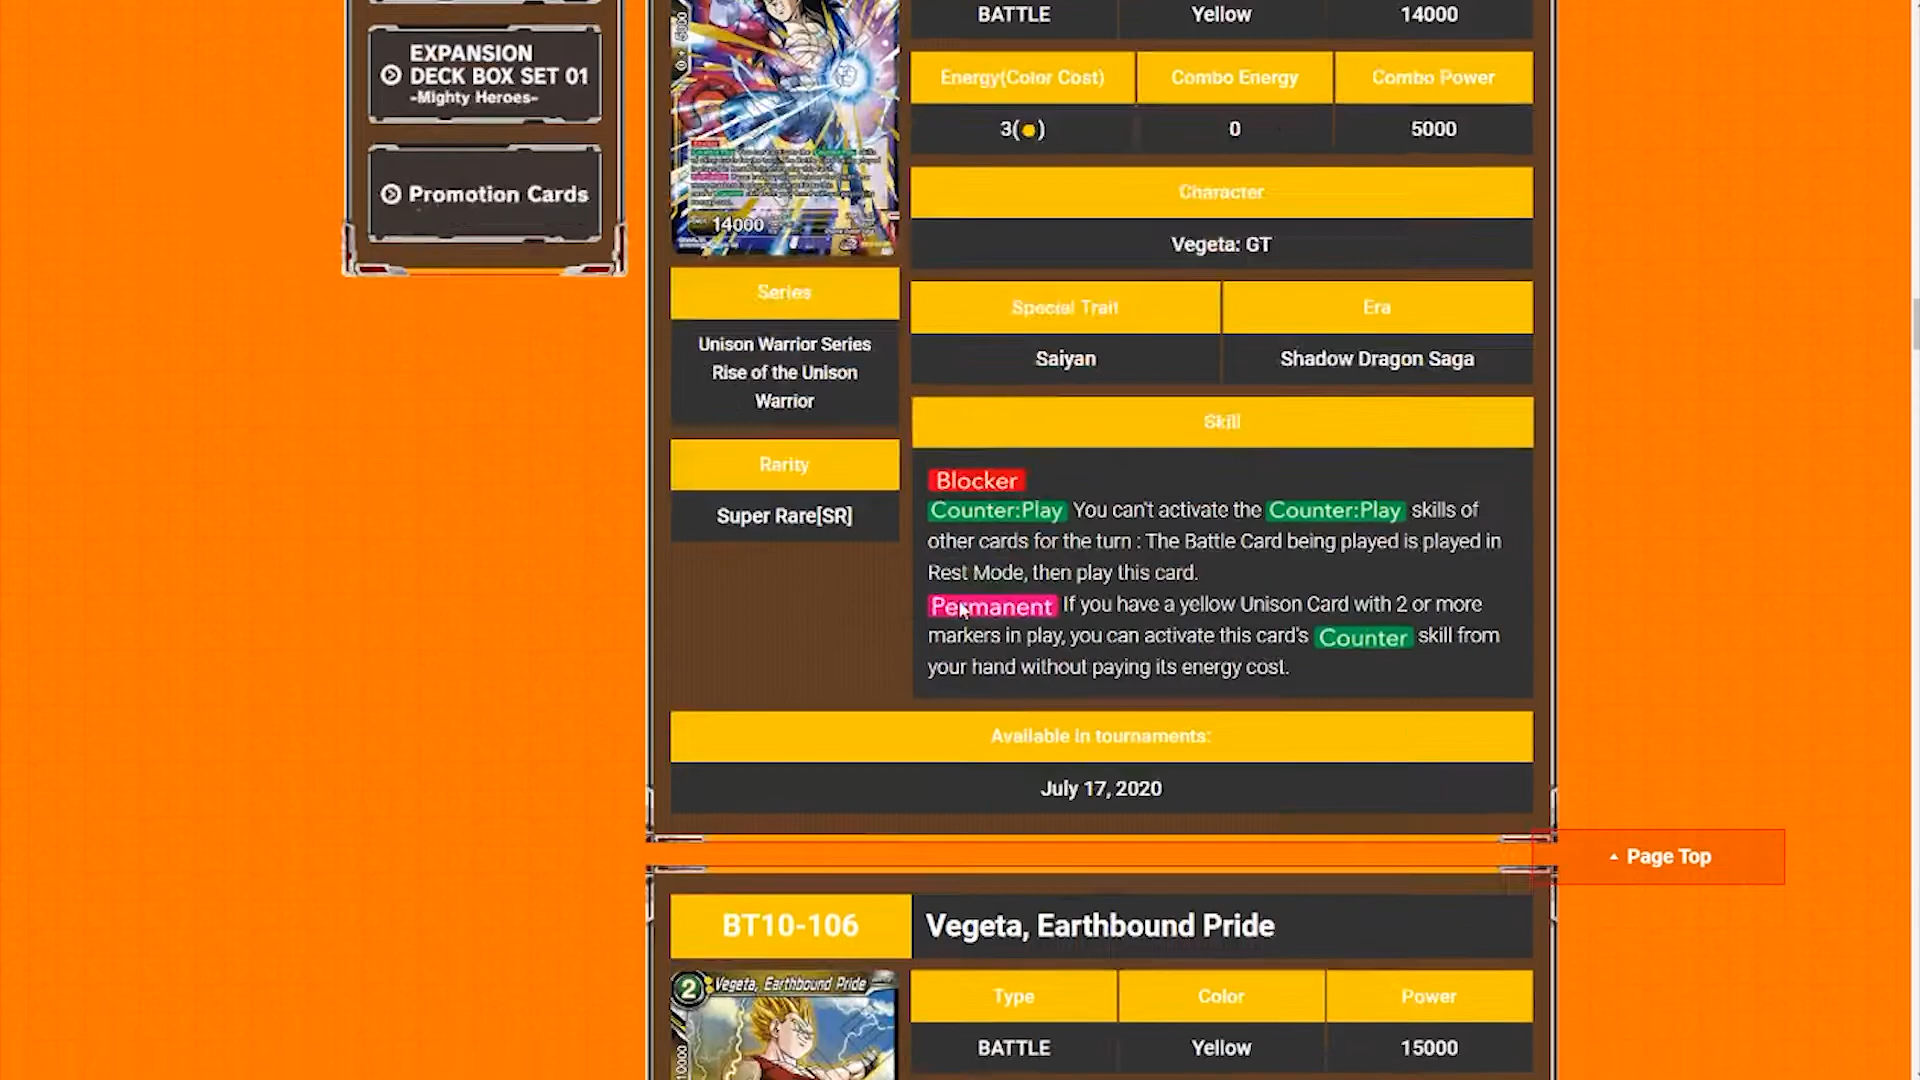 EXPANSION
DECK BOX SET 01
-Mighty Heroes-
Promotion Cards
14000
Series
Unison Warrior Series
Rise of the Unison
Warrior
Rarity
Super Rare[SR]
BATTLE Yellow 14000
Energy(Color Cost) Combo Energy Combo Power
3( ) 0 5000
Character
Vegeta: GT
Special Trait Era
Saiyan Shadow Dragon Saga
Skill
Blocker
Counter:Play You can't activate the Counter:Play skills of
other cards for the turn : The Battle Card being played is played in
Rest Mode, then play this card.
Permanent If you have a yellow Unison Card with 2 or more
markers in play, you can activate this card's Counter skill from
your hand without paying its energy cost.
Available in tournaments:
July 17, 2020
Page Top
BT10-106 Vegeta, Earthbound Pride
2 Vegeta, Earthbound Pride
10000
Type Color Power
BATTLE Yellow 15000